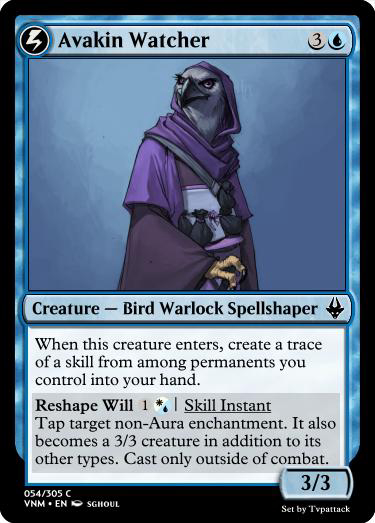 Avakin Watcher 3
Creature — Bird Warlock Spellshaper
When this creature enters, create a trace
of a skill from among permanents you
control into your hand.
Reshape Will 1 | Skill Instant
Tap target non-Aura enchantment. It also
becomes a 3/3 creature in addition to its
other types. Cast only outside of combat.
3/3
054/305 C
VNM • EN SGHOUL
Set by Tvpattack